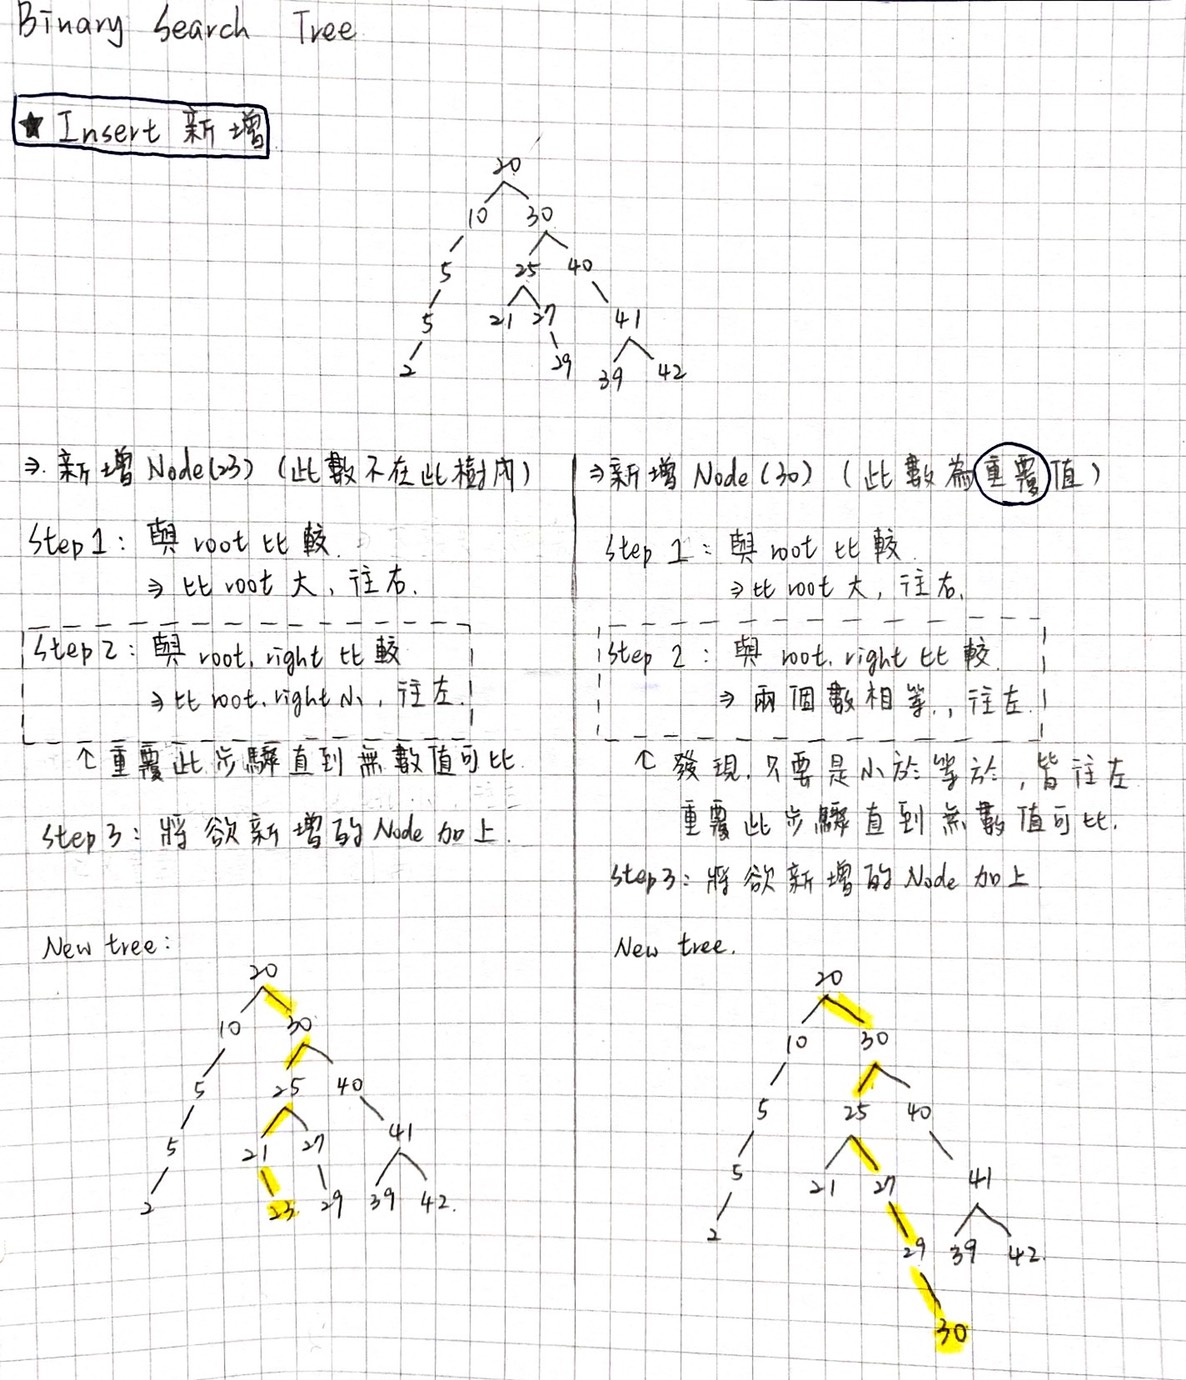 Binary Search Tree
★ Insert 新增
20
10 30
5 25 40
5 21 27 41
2 29 39 42
⇒ 新增 Node(23) (此數不在此樹內)
Step 1: 與 root 比較.
⇒ 比 root 大, 往右.
Step 2: 與 root.right 比較
⇒ 比 root.right 小, 往左.
↑ 重覆此步驟直到無數值可比.
Step 3: 將欲新增的 Node 加上.
New tree:
20
10 30
5 25 40
5 21 27 41
2 23 29 39 42.
⇒ 新增 Node (30) (此數為重覆值)
Step 1: 與 root 比較.
⇒ 比 root 大, 往右.
Step 2: 與 root.right 比較.
⇒ 兩個數相等, 往左.
↑ 發現, 只要是小於等於, 皆往左
重覆此步驟直到無數值可比.
Step 3: 將欲新增的 Node 加上.
New tree.
20
10 30
5 25 40
5 21 27 41
2 29 39 42.
30